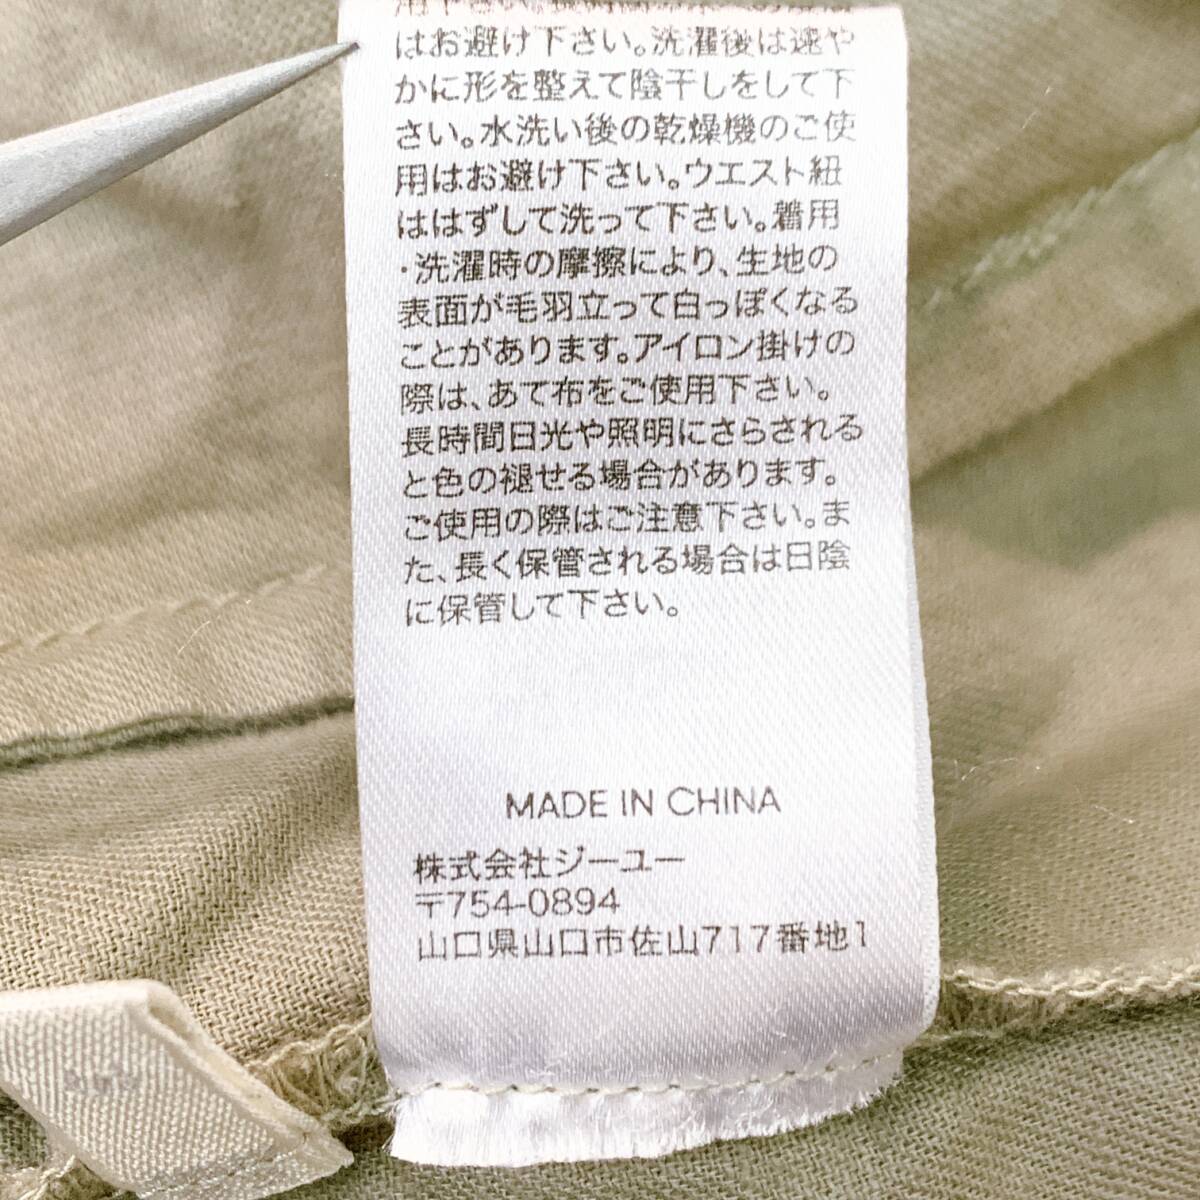 はお避け下さい。洗濯後は速や
かに形を整えて陰干しをして下
さい。水洗い後の乾燥機のご使
用はお避け下さい。ウエスト紐
ははずして洗って下さい。着用
・洗濯時の摩擦により、生地の
表面が毛羽立って白っぽくなる
ことがあります。アイロン掛けの
際は、あて布をご使用下さい。
長時間日光や照明にさらされる
と色の褪せる場合があります。
ご使用の際はご注意下さい。ま
た、長く保管される場合は日陰
に保管して下さい。
MADE IN CHINA
株式会社ジーユー
〒754-0894
山口県山口市佐山717番地1